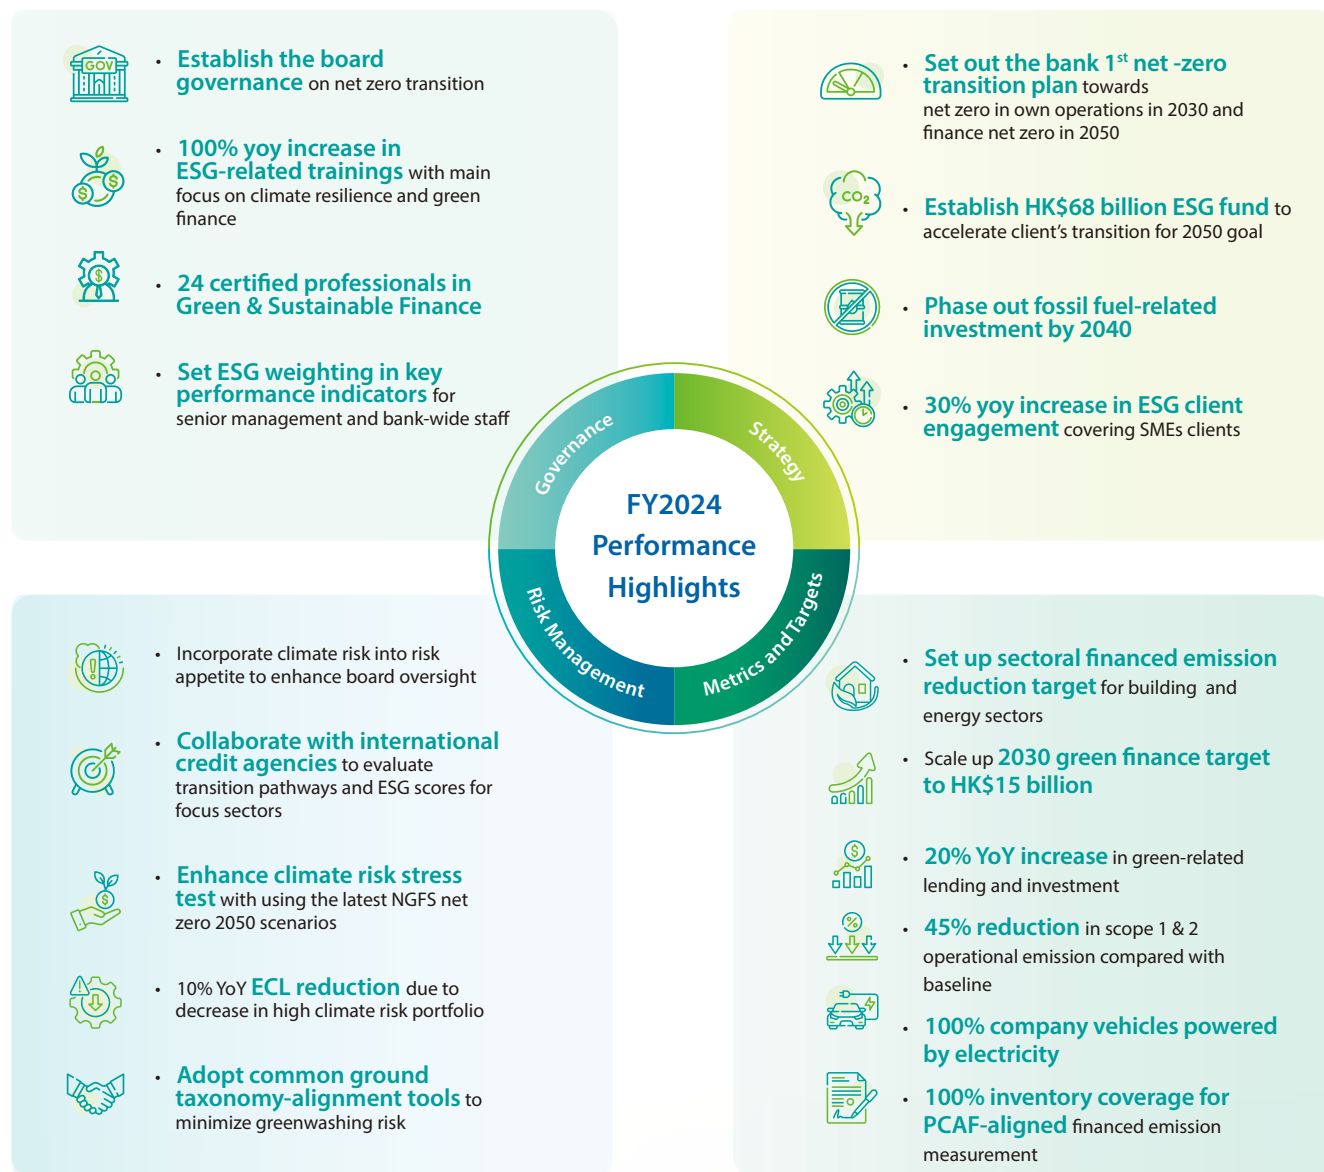 GOV
• Establish the board
governance on net zero transition
• 100% yoy increase in
ESG-related trainings with main
focus on climate resilience and green
finance
$ $
$
• 24 certified professionals in
Green & Sustainable Finance
• Set ESG weighting in key
performance indicators for
senior management and bank-wide staff
• Set out the bank 1st net -zero
transition plan towards
net zero in own operations in 2030 and
finance net zero in 2050
CO2
• Establish HK$68 billion ESG fund to
accelerate client's transition for 2050 goal
• Phase out fossil fuel-related
investment by 2040
• 30% yoy increase in ESG client
engagement covering SMEs clients
Governance
Strategy
FY2024
Performance
Highlights
Risk Management
Metrics and Targets
• Incorporate climate risk into risk
appetite to enhance board oversight
• Collaborate with international
credit agencies to evaluate
transition pathways and ESG scores for
focus sectors
$
• Enhance climate risk stress
test with using the latest NGFS net
zero 2050 scenarios
• 10% YoY ECL reduction due to
decrease in high climate risk portfolio
• Adopt common ground
taxonomy-alignment tools to
minimize greenwashing risk
• Set up sectoral financed emission
reduction target for building and
energy sectors
• Scale up 2030 green finance target
to HK$15 billion
$
• 20% YoY increase in green-related
lending and investment
%
• 45% reduction in scope 1 & 2
operational emission compared with
baseline
• 100% company vehicles powered
by electricity
• 100% inventory coverage for
PCAF-aligned financed emission
measurement